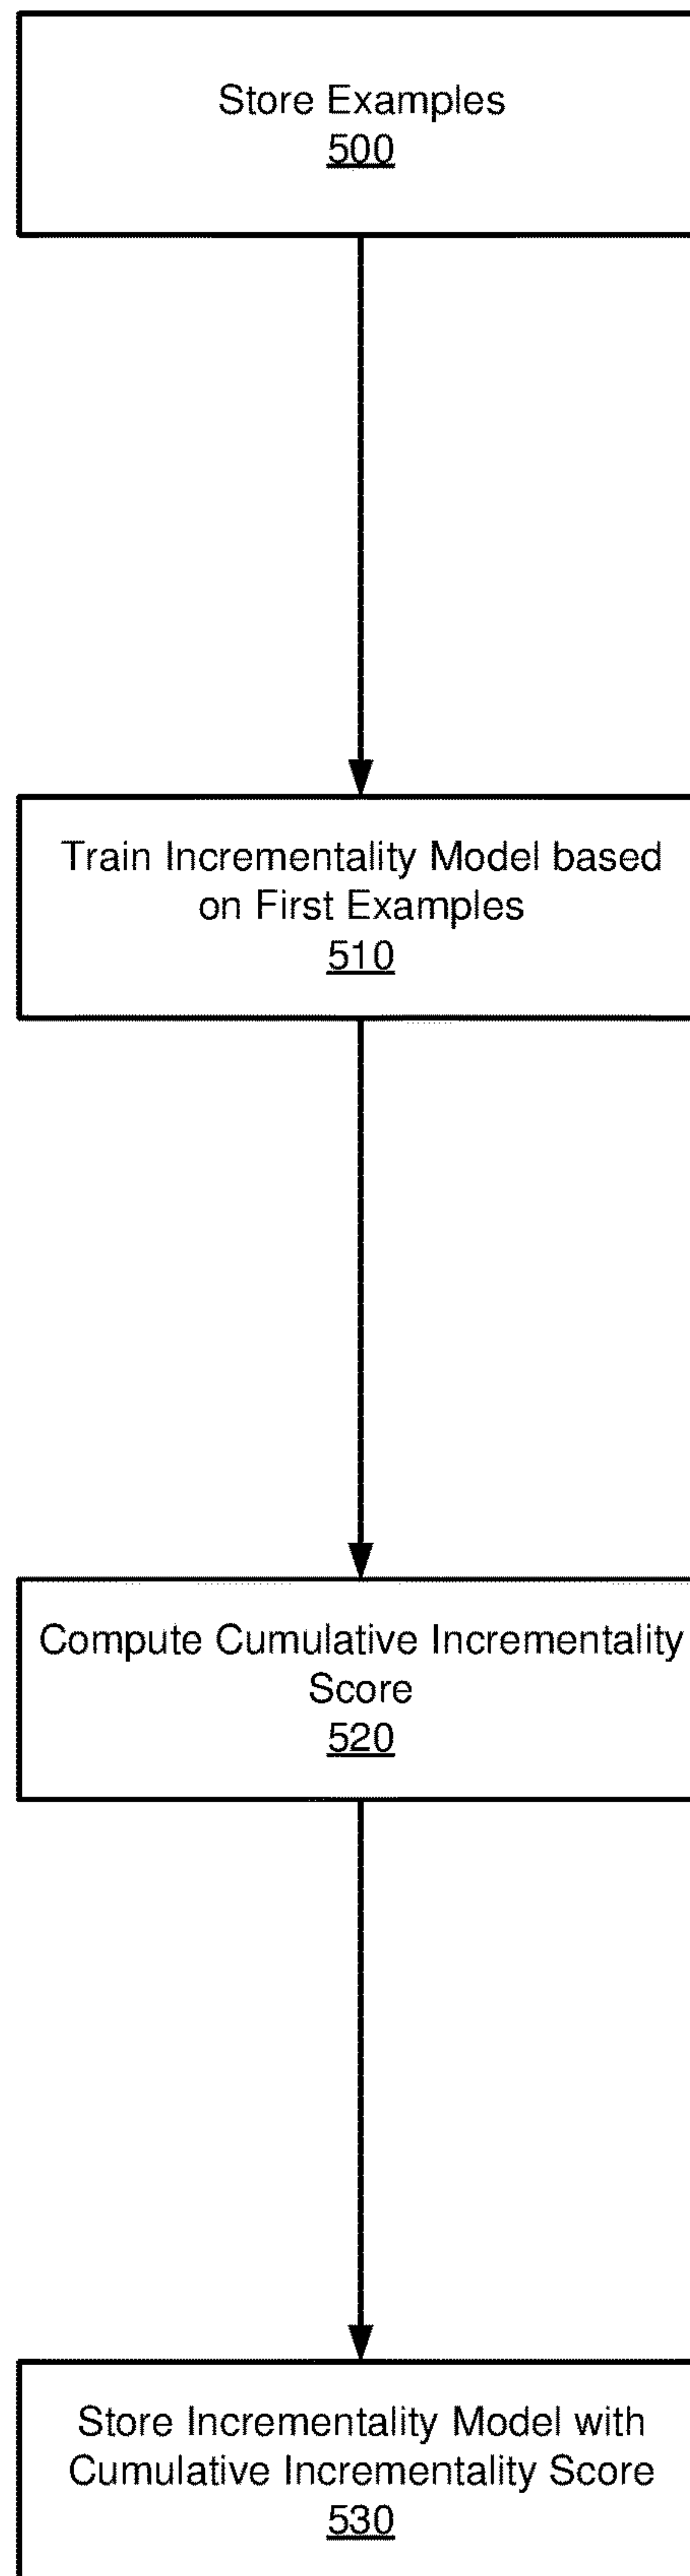 Store Examples
500
Train Incrementality Model based
on First Examples
510
Compute Cumulative Incrementality
Score
520
Store Incrementality Model with
Cumulative Incrementality Score
530